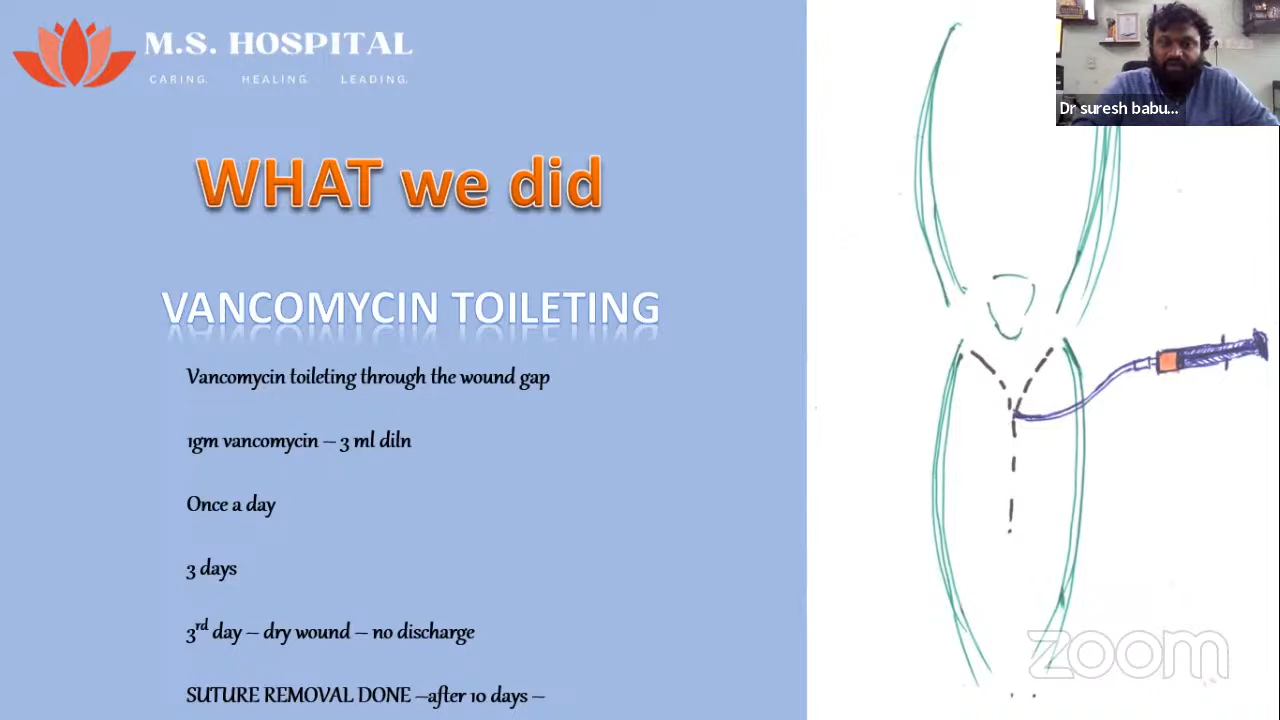 M.S. HOSPITAL
CARING. HEALING. LEADING.
Dr suresh babu...
WHAT we did
VANCOMYCIN TOILETING
Vancomycin toileting through the wound gap
1gm vancomycin – 3 ml diln
Once a day
3 days
3rd day – dry wound – no discharge
SUTURE REMOVAL DONE –after 10 days –
zoom